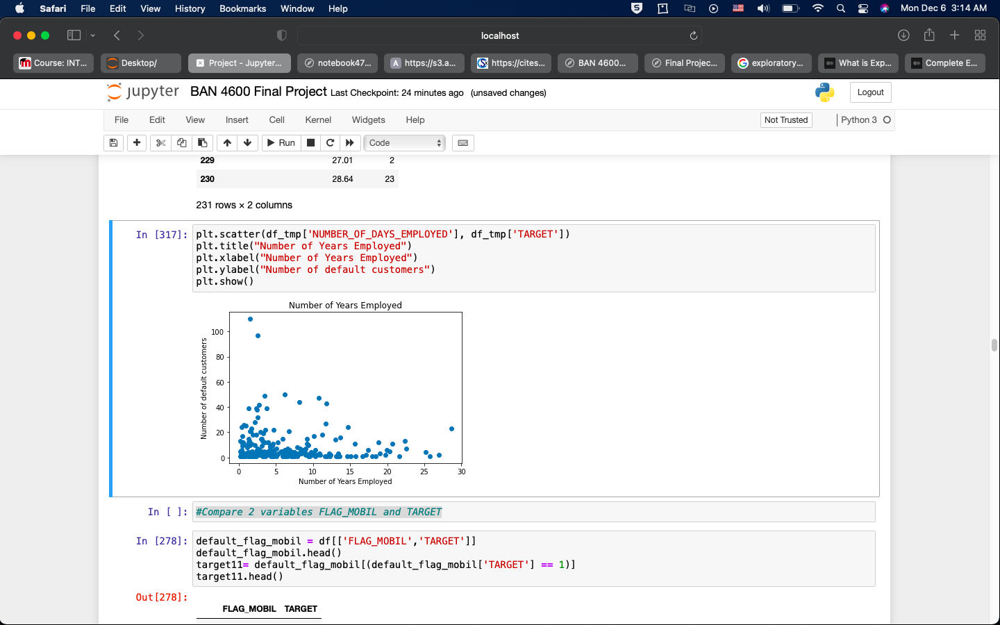 Safari File Edit View History Bookmarks Window Help Mon Dec 6 3:14 AM
localhost
Course: INT... Desktop/ Project - Jupyter... notebook47... https://s3.a... https://cites... BAN 4600... Final Projec... exploratory... What is Exp... Complete E...
jupyter BAN 4600 Final Project Last Checkpoint: 24 minutes ago (unsaved changes) Logout
File Edit View Insert Cell Kernel Widgets Help Not Trusted Python 3
Run Code
229 27.01 2
230 28.64 23
231 rows × 2 columns
In [317]: plt.scatter(df_tmp['NUMBER_OF_DAYS_EMPLOYED'], df_tmp['TARGET'])
plt.title("Number of Years Employed")
plt.xlabel("Number of Years Employed")
plt.ylabel("Number of default customers")
plt.show()
Number of Years Employed
Number of default customers
100
80
60
40
20
0
0 5 10 15 20 25 30
Number of Years Employed
In [ ]: #Compare 2 variables FLAG_MOBIL and TARGET
In [278]: default_flag_mobil = df[['FLAG_MOBIL','TARGET']]
default_flag_mobil.head()
target11= default_flag_mobil[(default_flag_mobil['TARGET'] == 1)]
target11.head()
Out[278]:
FLAG_MOBIL TARGET